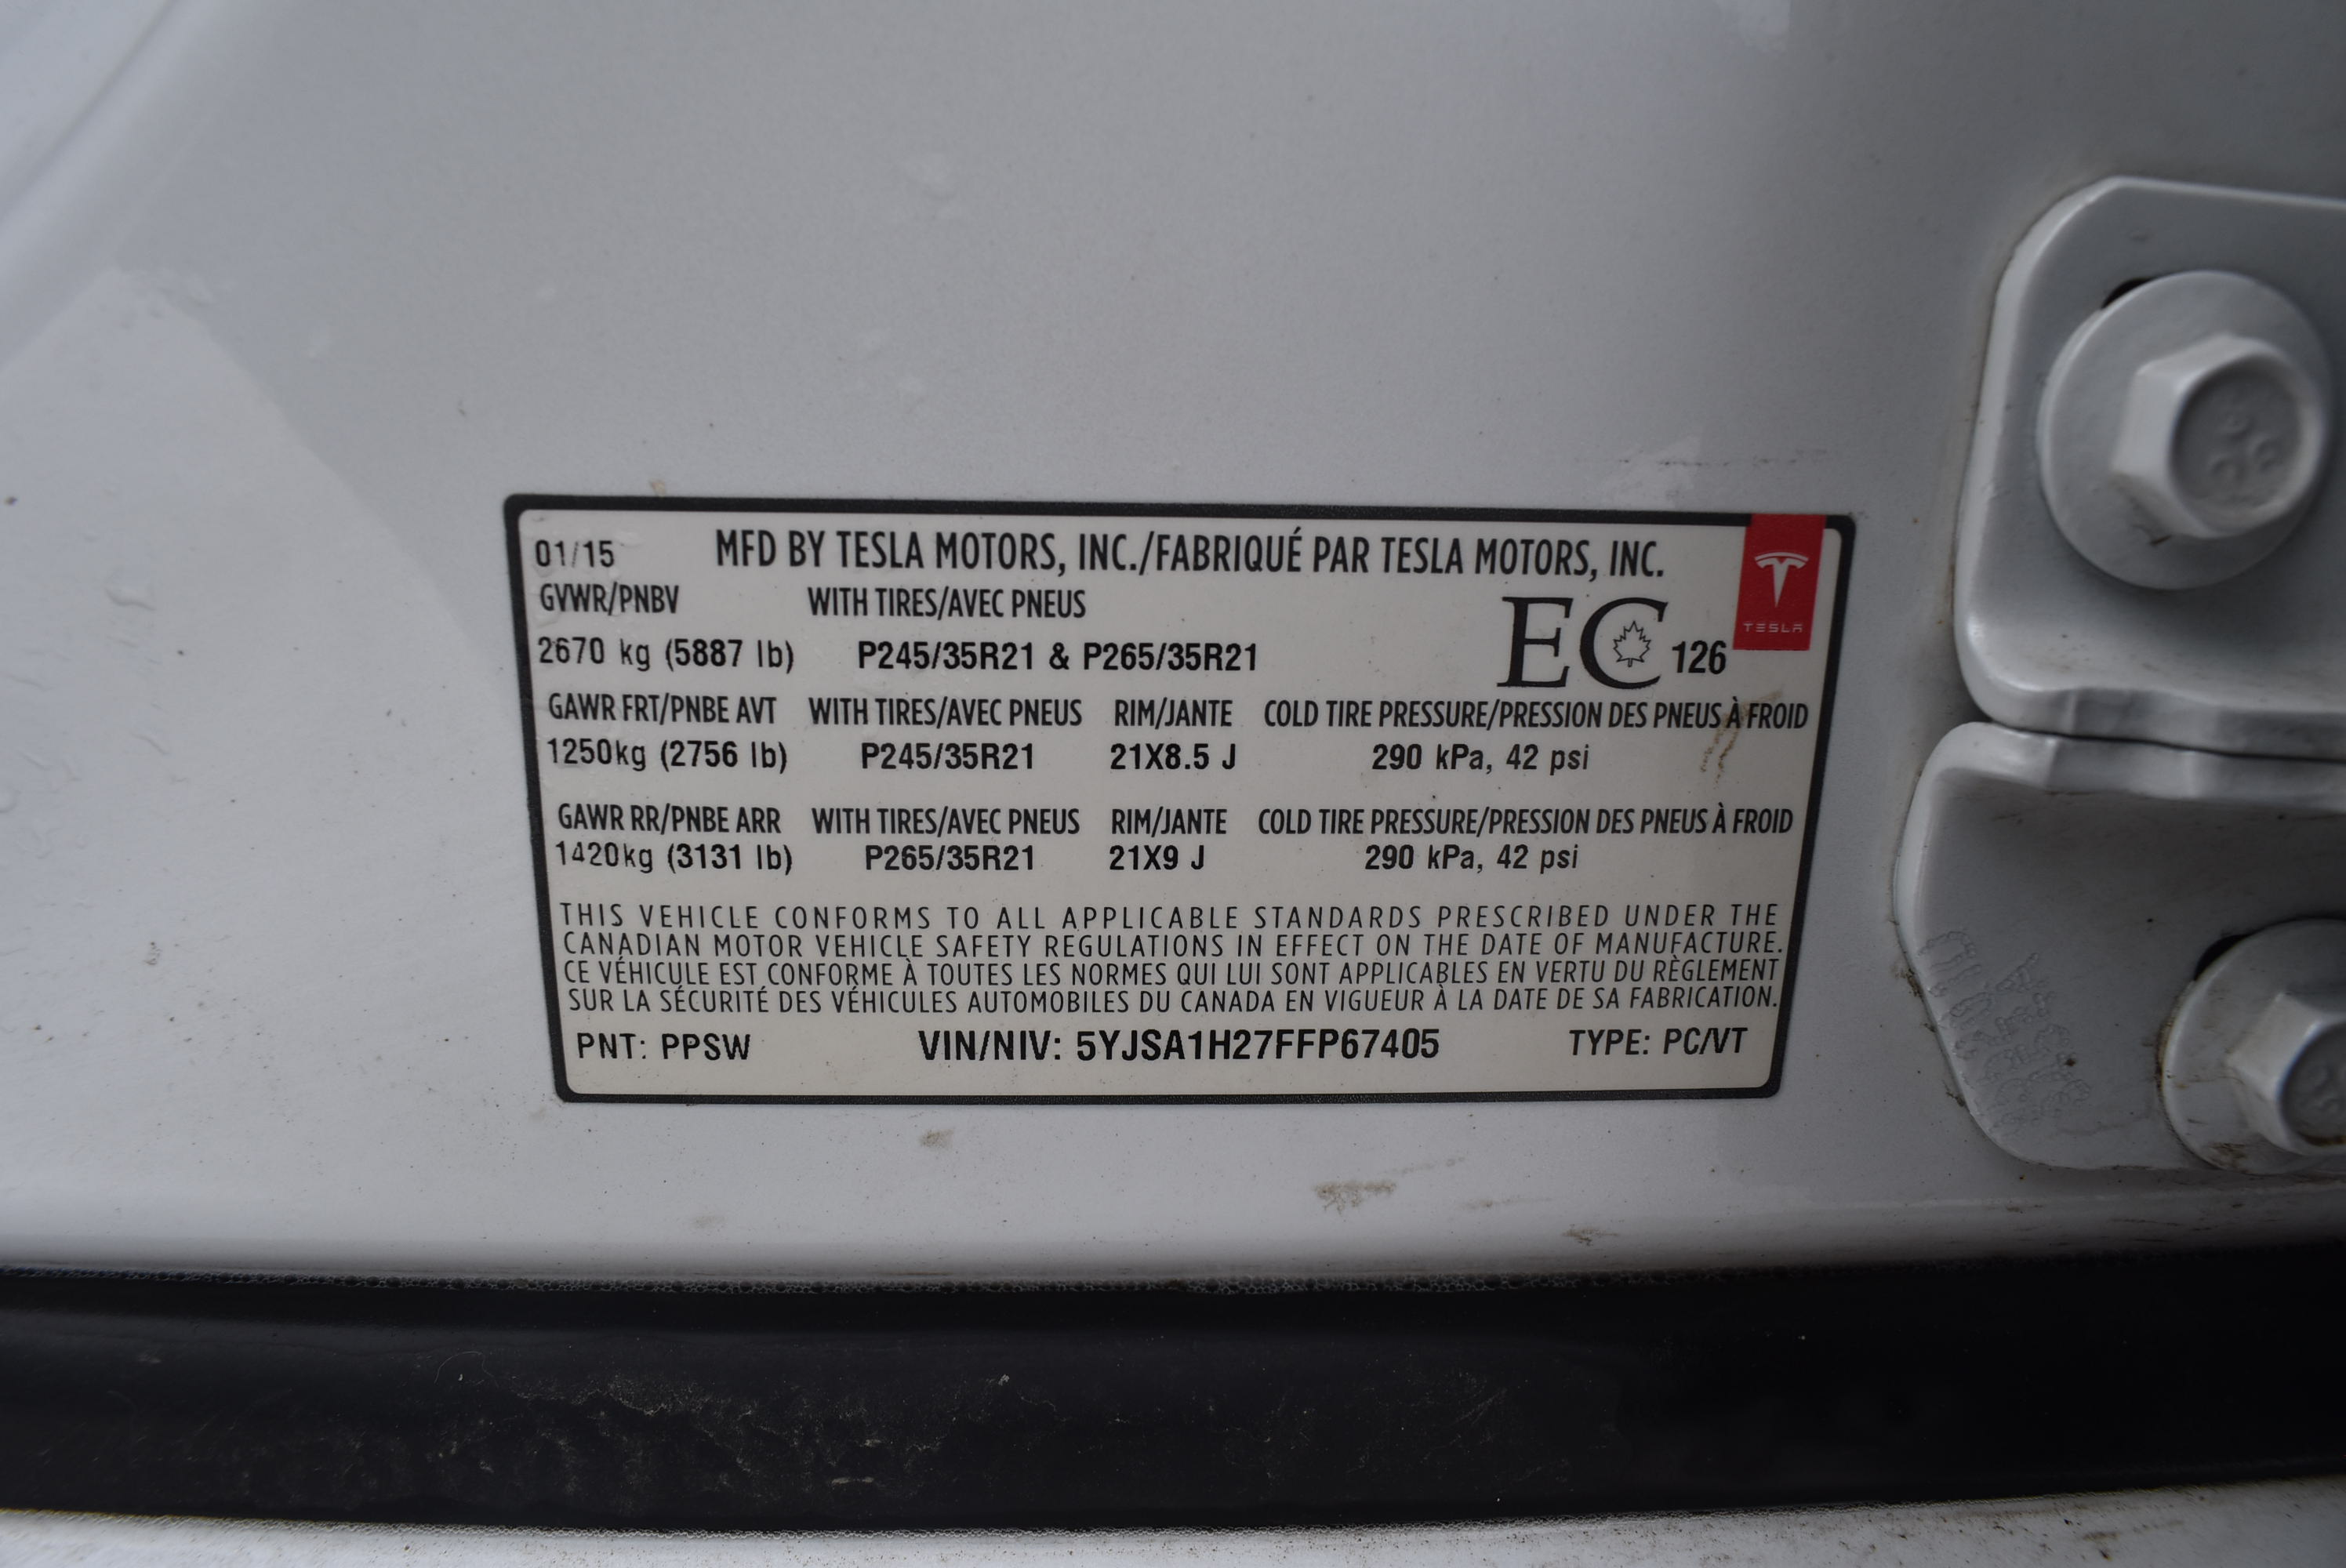 01/15 MFD BY TESLA MOTORS, INC./FABRIQUÉ PAR TESLA MOTORS, INC.
GVWR/PNBV WITH TIRES/AVEC PNEUS
2670 kg (5887 lb) P245/35R21 & P265/35R21 EC 126 TESLA
GAWR FRT/PNBE AVT WITH TIRES/AVEC PNEUS RIM/JANTE COLD TIRE PRESSURE/PRESSION DES PNEUS À FROID
1250kg (2756 lb) P245/35R21 21X8.5 J 290 kPa, 42 psi
GAWR RR/PNBE ARR WITH TIRES/AVEC PNEUS RIM/JANTE COLD TIRE PRESSURE/PRESSION DES PNEUS À FROID
1420kg (3131 lb) P265/35R21 21X9 J 290 kPa, 42 psi
THIS VEHICLE CONFORMS TO ALL APPLICABLE STANDARDS PRESCRIBED UNDER THE
CANADIAN MOTOR VEHICLE SAFETY REGULATIONS IN EFFECT ON THE DATE OF MANUFACTURE.
CE VÉHICULE EST CONFORME À TOUTES LES NORMES QUI LUI SONT APPLICABLES EN VERTU DU RÈGLEMENT
SUR LA SÉCURITÉ DES VÉHICULES AUTOMOBILES DU CANADA EN VIGUEUR À LA DATE DE SA FABRICATION.
PNT: PPSW VIN/NIV: 5YJSA1H27FFP67405 TYPE: PC/VT